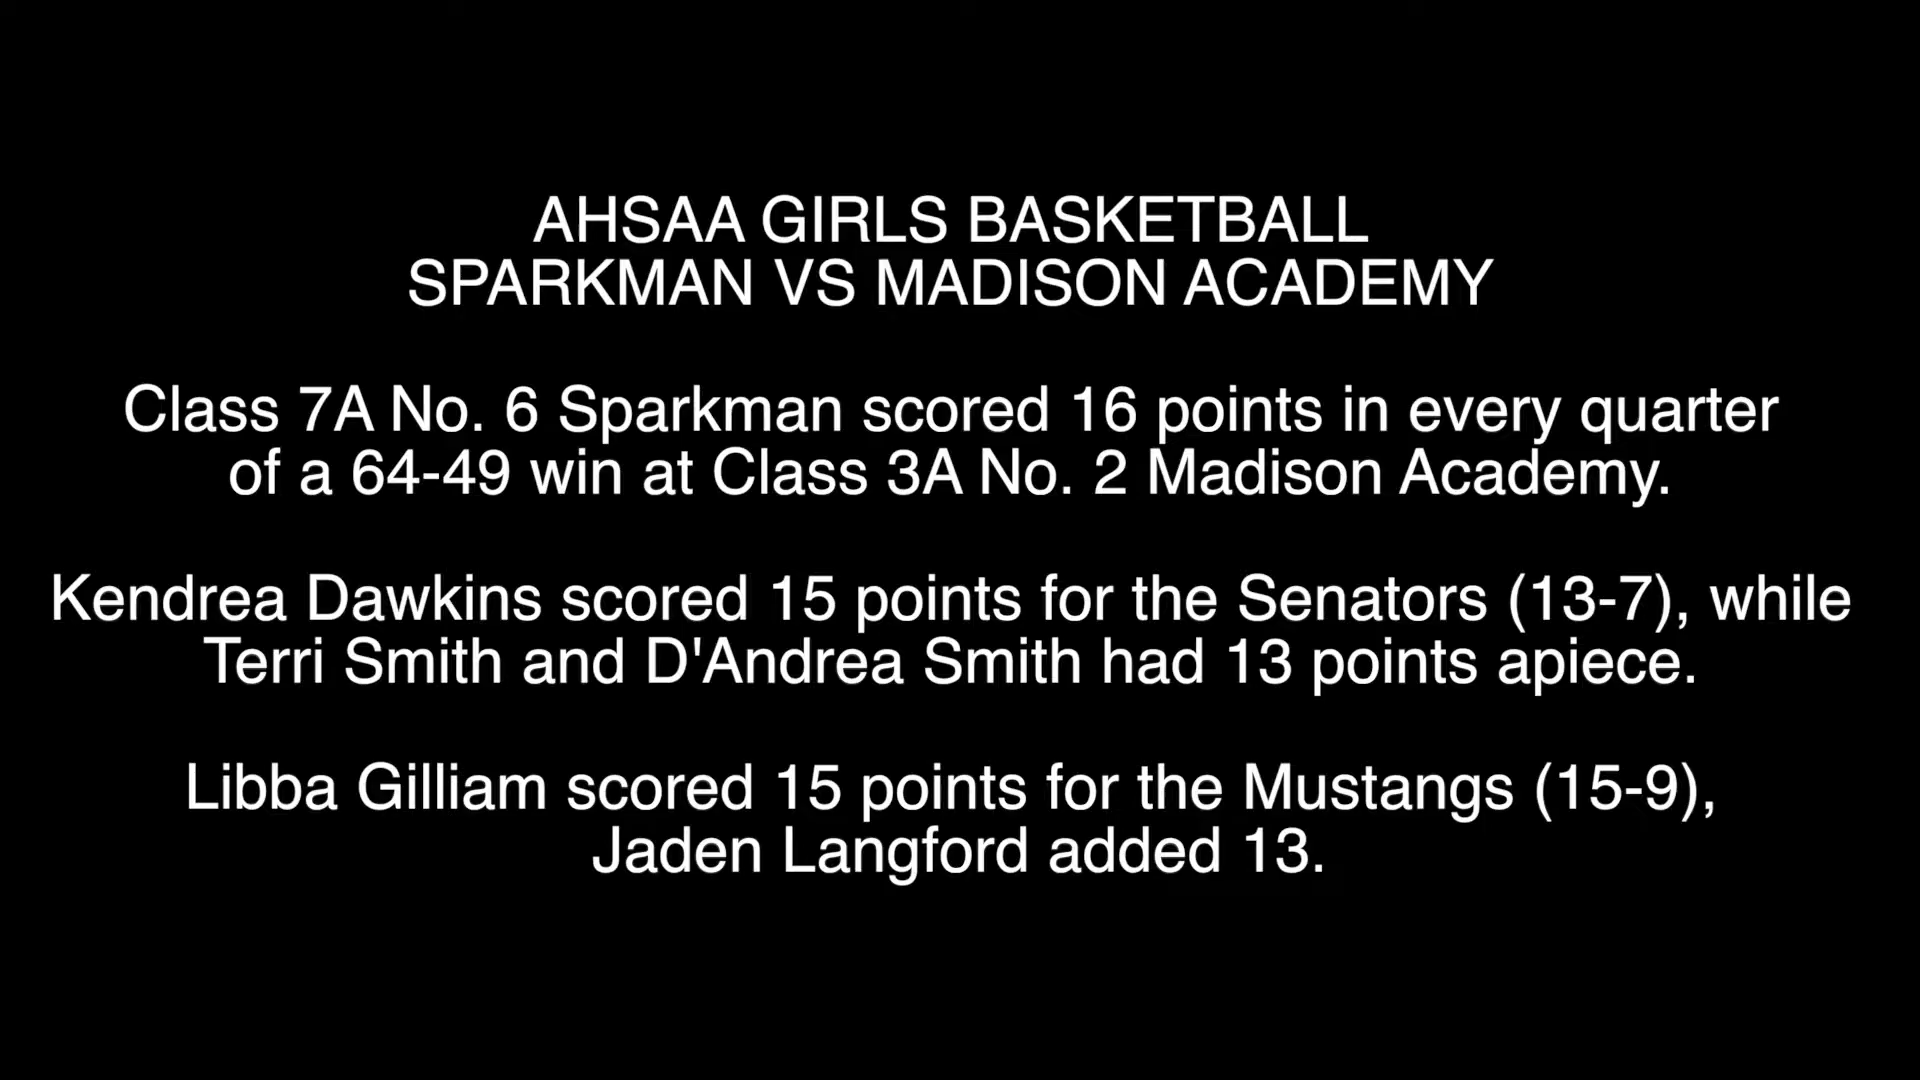 AHSAA GIRLS BASKETBALL
SPARKMAN VS MADISON ACADEMY
Class 7A No. 6 Sparkman scored 16 points in every quarter
of a 64-49 win at Class 3A No. 2 Madison Academy.
Kendrea Dawkins scored 15 points for the Senators (13-7), while
Terri Smith and D'Andrea Smith had 13 points apiece.
Libba Gilliam scored 15 points for the Mustangs (15-9),
Jaden Langford added 13.